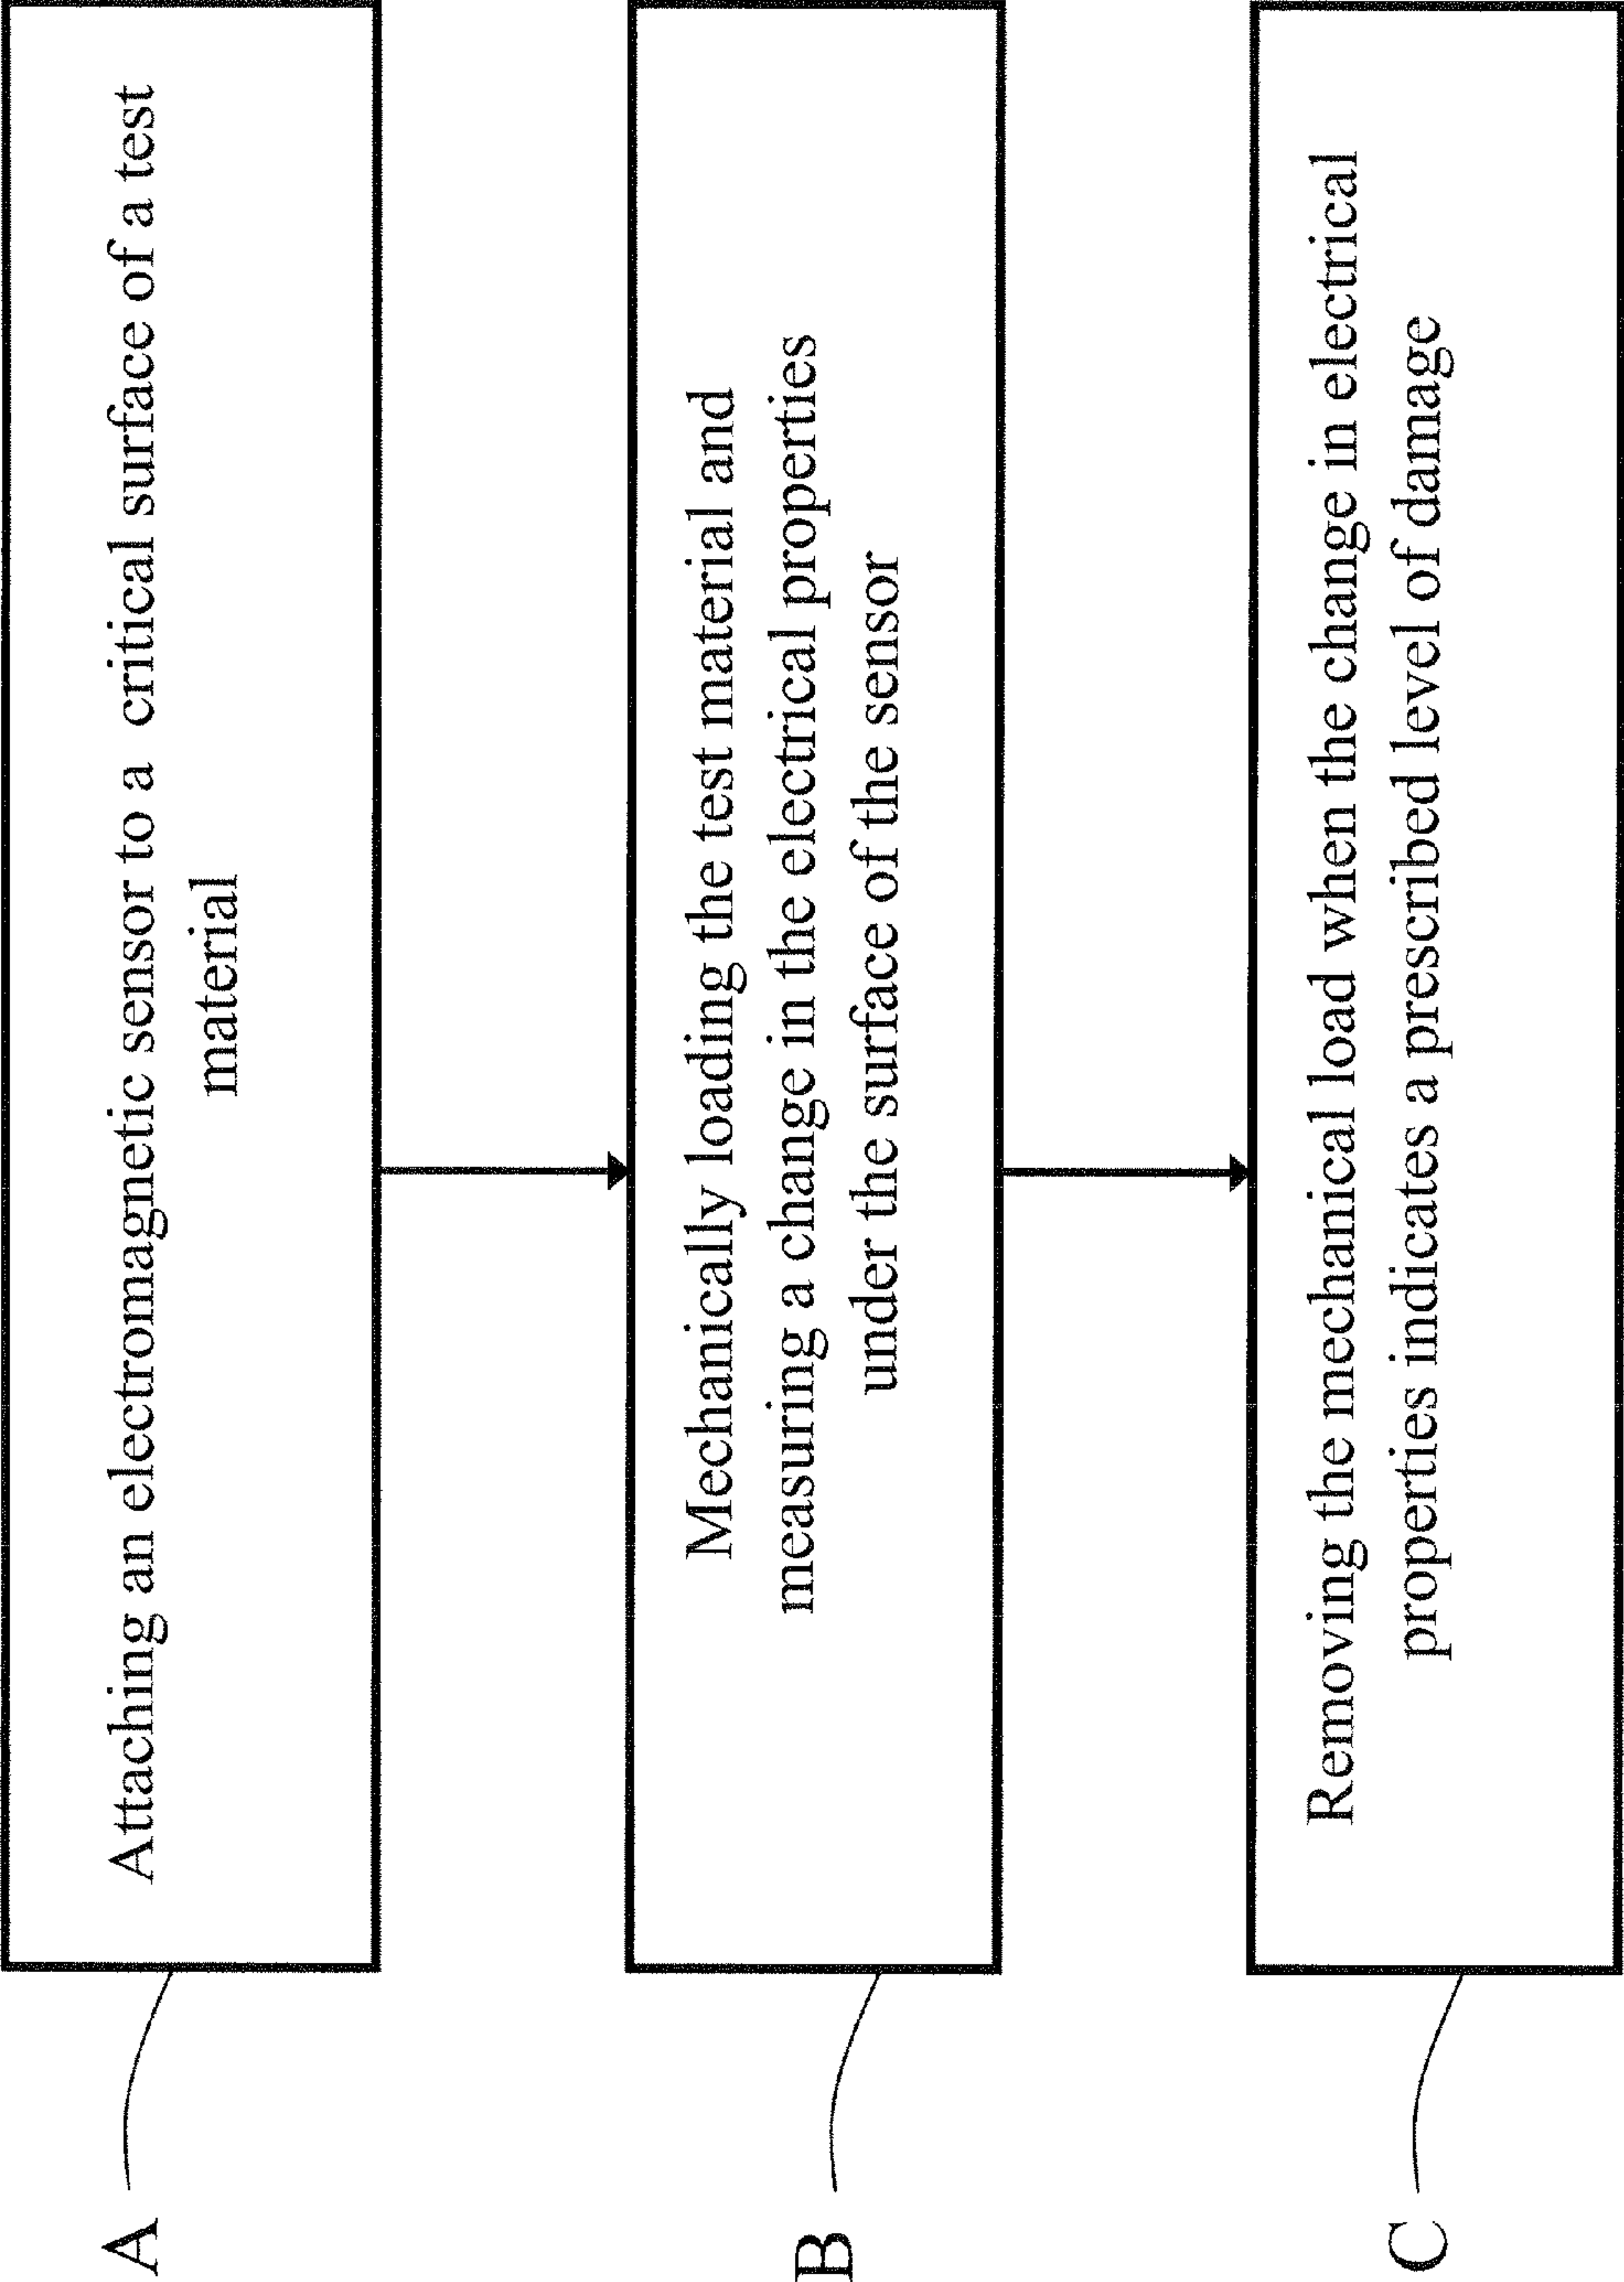 A
Attaching an electromagnetic sensor to a critical surface of a test
material
B
Mechanically loading the test material and
measuring a change in the electrical properties
under the surface of the sensor
C
Removing the mechanical load when the change in electrical
properties indicates a prescribed level of damage